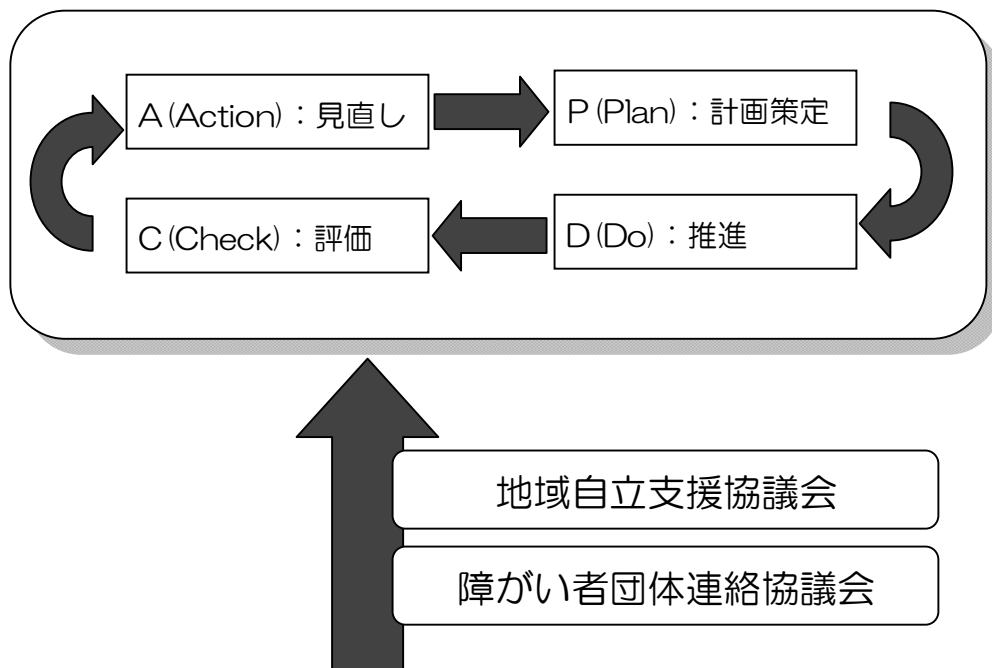 A(Action):見直し
P(Plan):計画策定
C(Check):評価
D(Do):推進
地域自立支援協議会
障がい者団体連絡協議会